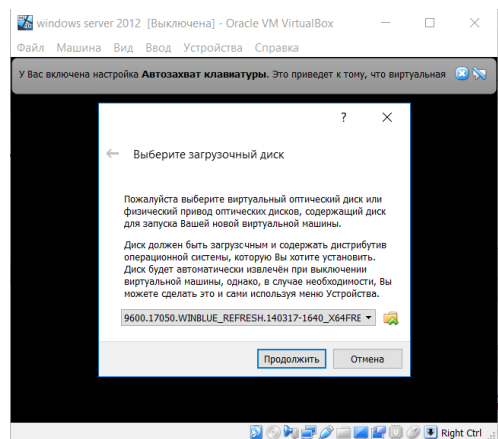 windows server 2012 [Выключена] - Oracle VM VirtualBox
Файл Машина Вид Ввод Устройства Справка
У Вас включена настройка Автозахват клавиатуры. Это приведет к тому, что виртуальная
?
Выберите загрузочный диск
Пожалуйста выберите виртуальный оптический диск или
физический привод оптических дисков, содержащий диск
для запуска Вашей новой виртуальной машины.
Диск должен быть загрузсчным и содержать дистрибутив
операционной системы, которую Вы хотите установить.
Диск будет автоматически извлечён при выключении
виртуальной машины, однако, в случае необходимости, Вы
можете сделать это и сами используя меню Устройства.
9600.17050.WINBLUE_REFRESH.140317-1640_X64FRE
Продолжить Отмена
Right Ctrl